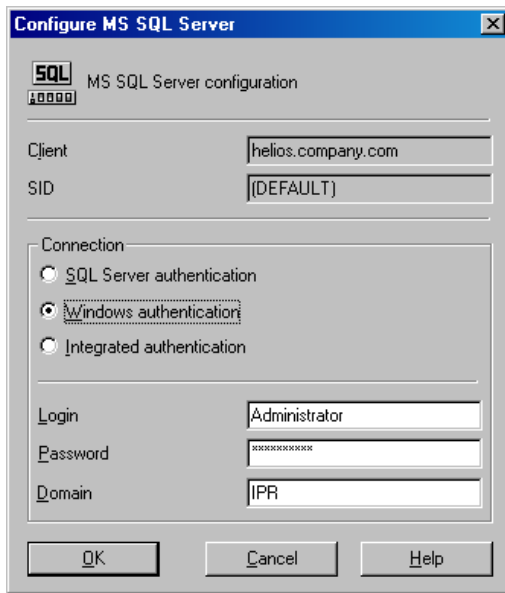 Configure MS SQL Server
SQL
MS SQL Server configuration
Client helios.company.com
SID (DEFAULT)
Connection
SQL Server authentication
Windows authentication
Integrated authentication
Login Administrator
Password **********
Domain IPR
OK Cancel Help